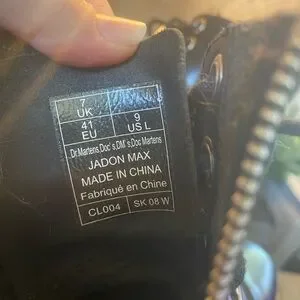 7
UK
41 9
EU US L
Dr.Martens,Doc' s,DM' s,Doc Martens
JADON MAX
MADE IN CHINA
Fabriqué en Chine
CL004 SK 08 W